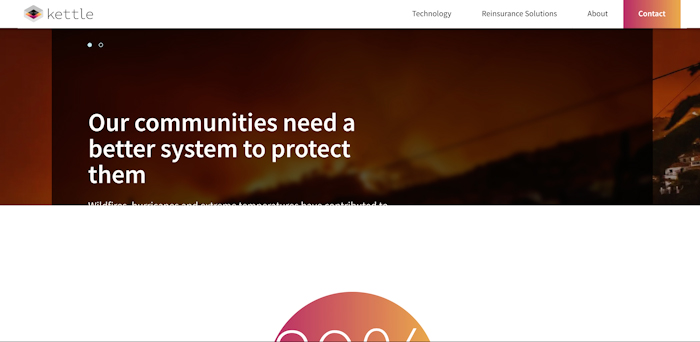 kettle
Technology
Reinsurance Solutions
About
Contact
Our communities need a
better system to protect
them
Wildfires, hurricanes and extreme temperatures have contributed to